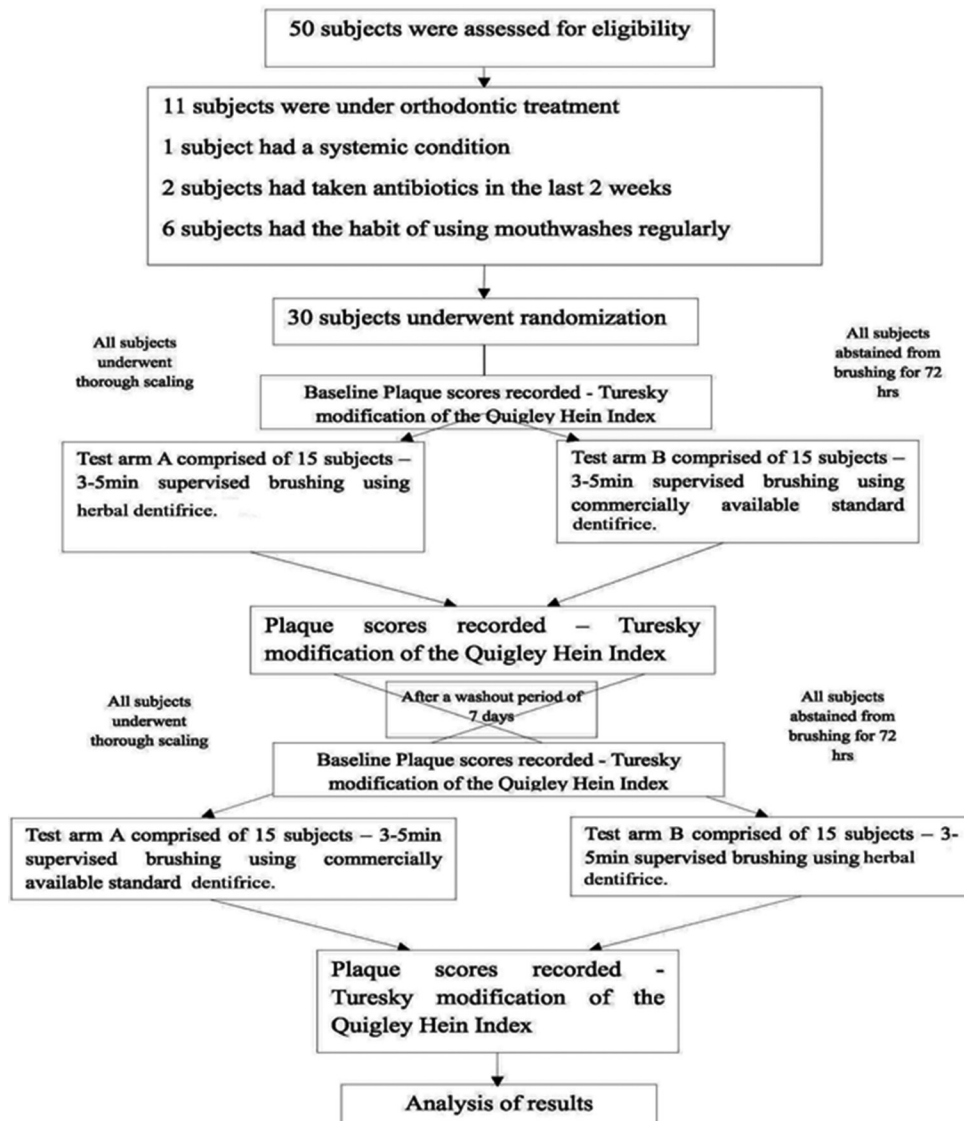 50 subjects were assessed for eligibility
11 subjects were under orthodontic treatment
1 subject had a systemic condition
2 subjects had taken antibiotics in the last 2 weeks
6 subjects had the habit of using mouthwashes regularly
30 subjects underwent randomization
All subjects
underwent
thorough scaling
All subjects
abstained from
brushing for 72
hrs
Baseline Plaque scores recorded - Turesky
modification of the Quigley Hein Index
Test arm A comprised of 15 subjects –
3-5min supervised brushing using
herbal dentifrice.
Test arm B comprised of 15 subjects –
3-5min supervised brushing using
commercially available standard
dentifrice.
Plaque scores recorded – Turesky
modification of the Quigley Hein Index
After a washout period of
7 days
All subjects
underwent
thorough scaling
All subjects
abstained from
brushing for 72
hrs
Baseline Plaque scores recorded - Turesky
modification of the Quigley Hein Index
Test arm A comprised of 15 subjects – 3-5min
supervised brushing using commercially
available standard dentifrice.
Test arm B comprised of 15 subjects – 3-
5min supervised brushing using herbal
dentifrice.
Plaque scores recorded -
Turesky modification of the
Quigley Hein Index
Analysis of results